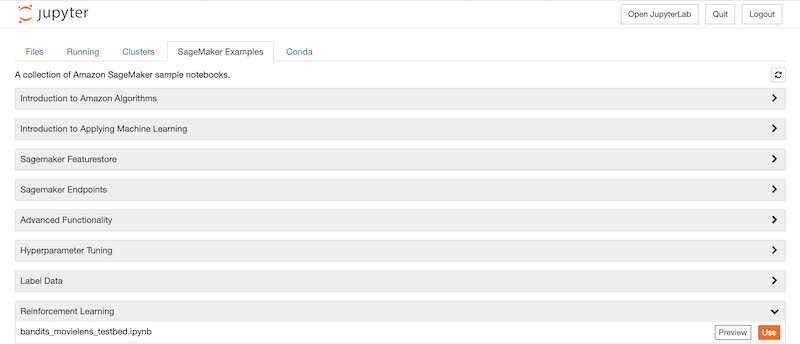 jupyter
Open JupyterLab Quit Logout
Files Running Clusters SageMaker Examples Conda
A collection of Amazon SageMaker sample notebooks.
Introduction to Amazon Algorithms
Introduction to Applying Machine Learning
Sagemaker Featurestore
Sagemaker Endpoints
Advanced Functionality
Hyperparameter Tuning
Label Data
Reinforcement Learning
bandits_movielens_testbed.ipynb Preview Use